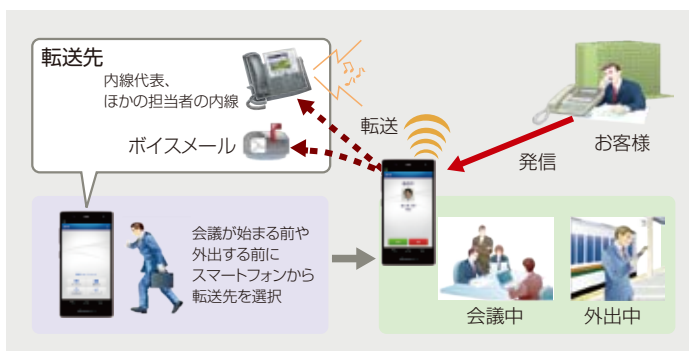 転送先
内線代表、
ほかの担当者の内線
ボイスメール
転送
発信
お客様
会議が始まる前や
外出する前に
スマートフォンから
転送先を選択
会議中
外出中